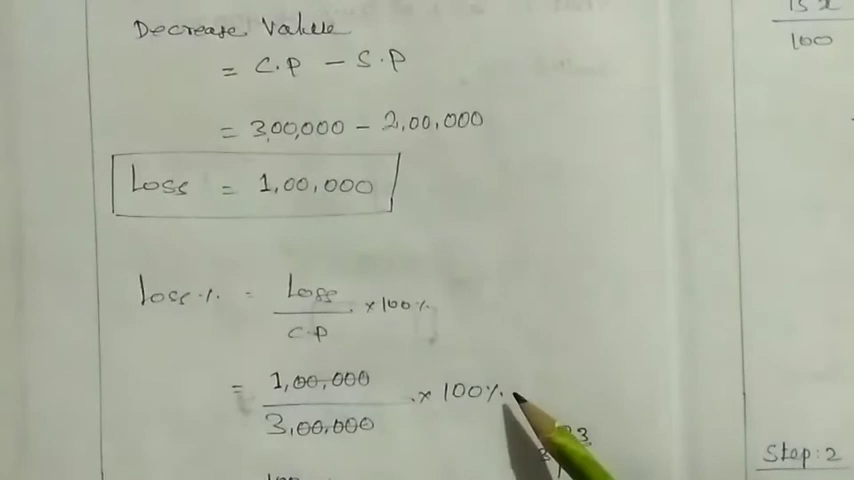 Decrease Value
= C.P - S.P
= 3,00,000 - 2,00,000
Loss = 1,00,000
Loss % = Loss / C.P × 100%
= 1,00,000 / 3,00,000 × 100%
100
Step:2